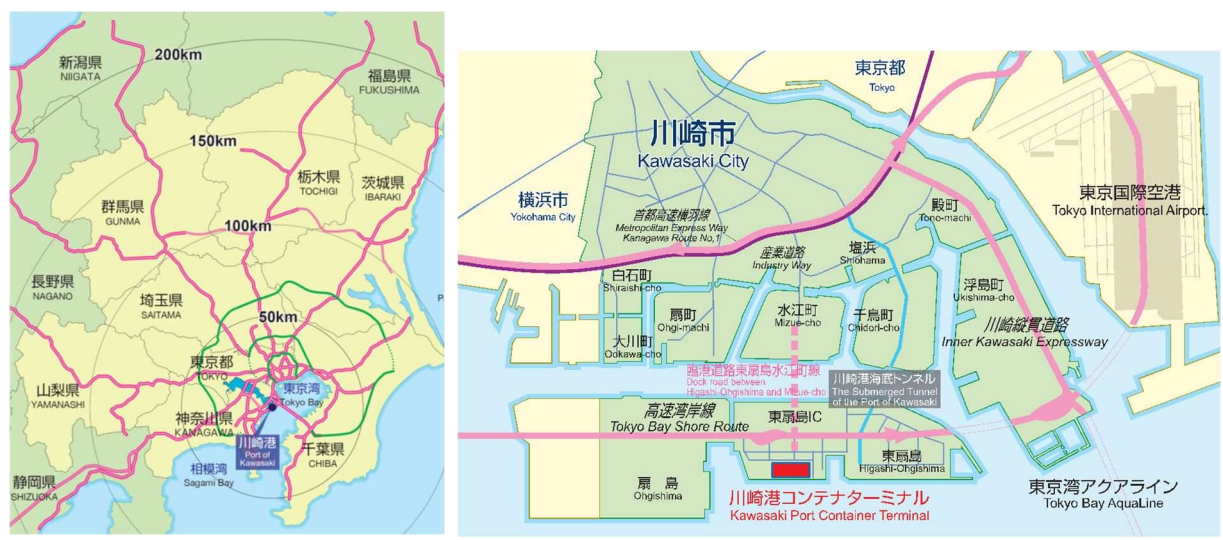 200km
新潟県
NIIGATA
福島県
FUKUSHIMA
150km
栃木県
TOCHIGI
茨城県
IBARAKI
群馬県
GUNMA
100km
長野県
NAGANO
埼玉県
SAITAMA
50km
東京都
TOKYO
東京湾
Tokyo Bay
山梨県
YAMANASHI
神奈川県
KANAGAWA
川崎港
Port of
Kawasaki
千葉県
CHIBA
相模湾
Sagami Bay
静岡県
SHIZUOKA
P
東京都
Tokyo
川崎市
Kawasaki City
横浜市
Yokohama City
東京国際空港
Tokyo International Airport.
首都高速横羽線
Metropolitan Express Way
Kanagawa Route No,1
殿町
Tono-machi
産業道路
Industry Way
塩浜
Shiohama
白石町
Shiraishi-cho
浮島町
Ukishima-cho
扇町
Ohgi-machi
水江町
Mizue-cho
千鳥町
Chidori-cho
川崎縦貫道路
Inner Kawasaki Expressway
大川町
Ookawa-cho
臨港道路東扇島水江町線
Dock road between
Higashi-Ohgishima and Mizue-cho
川崎港海底トンネル
The Submerged Tunnel
of the Port of Kawasaki
高速湾岸線
Tokyo Bay Shore Route
東扇島IC
東扇島
Higashi-Ohgishima
扇島
Ohgishima
川崎港コンテナターミナル
Kawasaki Port Container Terminal
東京湾アクアライン
Tokyo Bay AquaLine